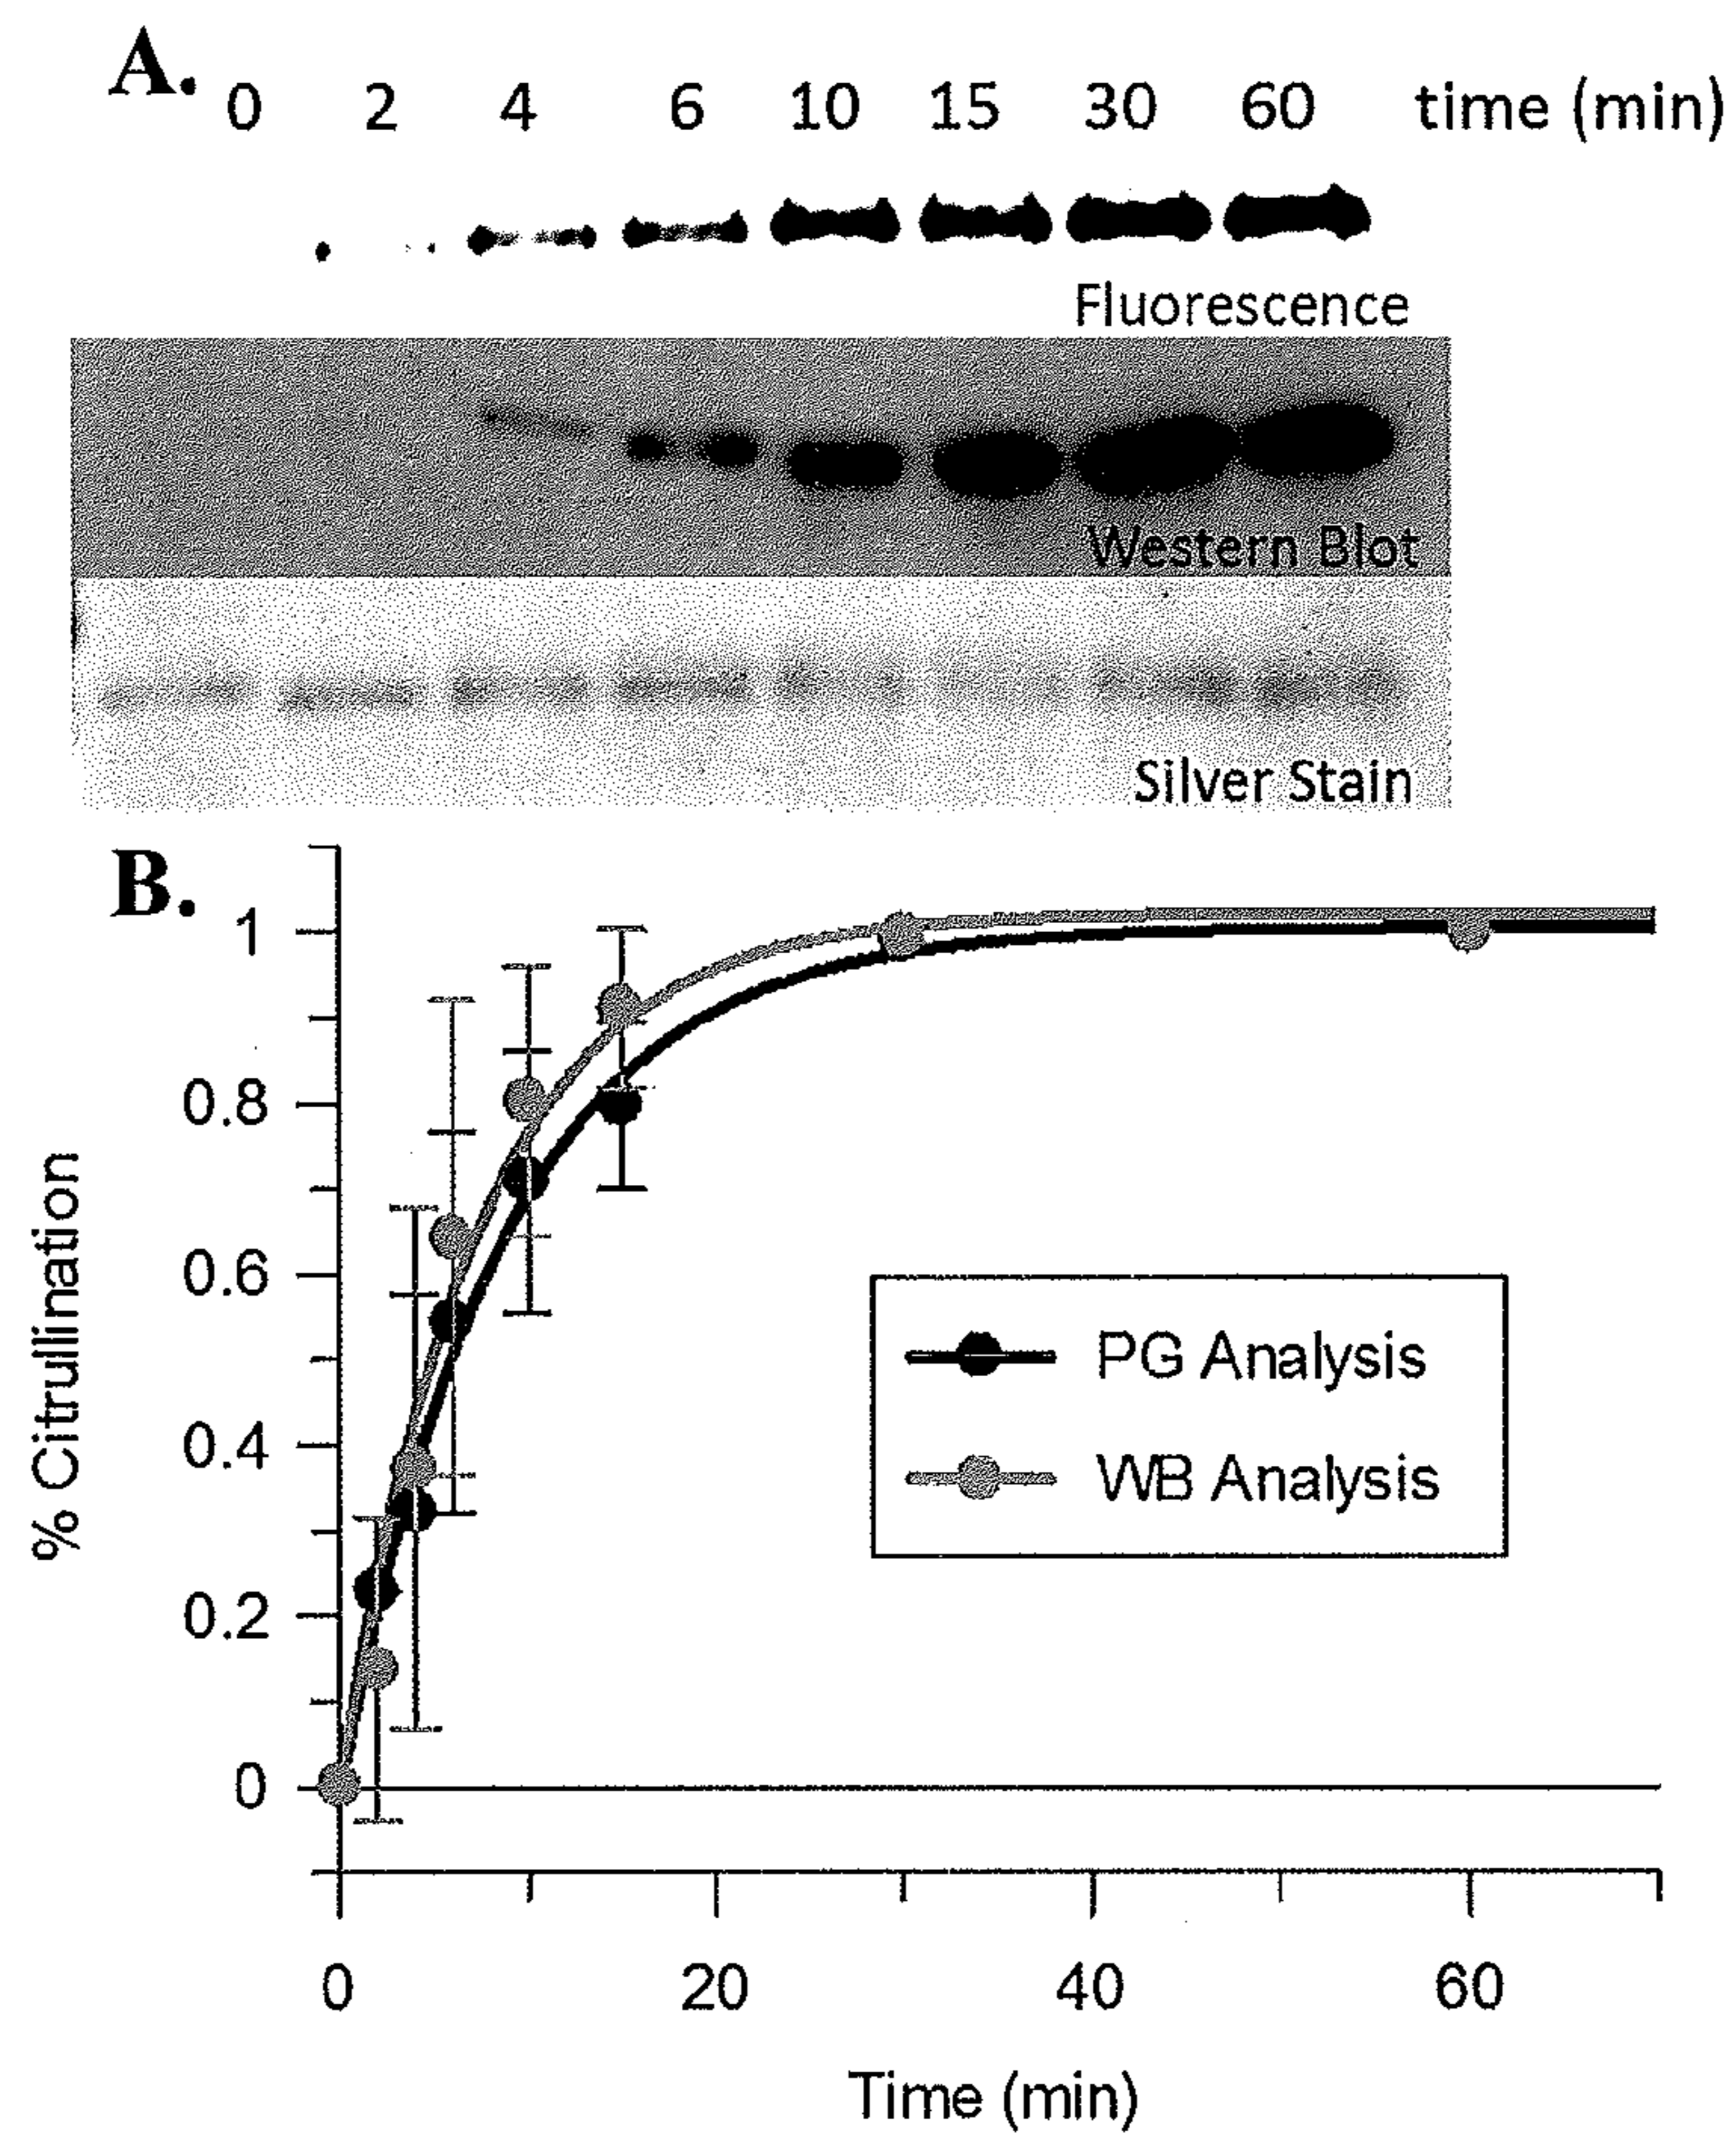 A.
0 2 4 6 10 15 30 60 time (min)
Fluorescence
Western Blot
Silver Stain
B.
1
0.8
0.6
0.4
0.2
0
% Citrullination
PG Analysis
WB Analysis
0 20 40 60
Time (min)